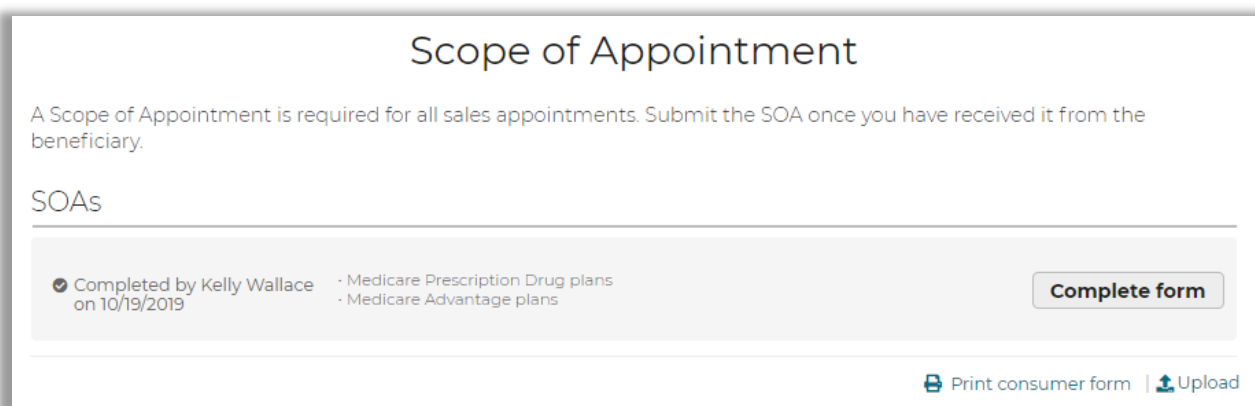 Scope of Appointment
A Scope of Appointment is required for all sales appointments. Submit the SOA once you have received it from the
beneficiary.
SOAs
Completed by Kelly Wallace
on 10/19/2019
· Medicare Prescription Drug plans
· Medicare Advantage plans
Complete form
Print consumer form | Upload